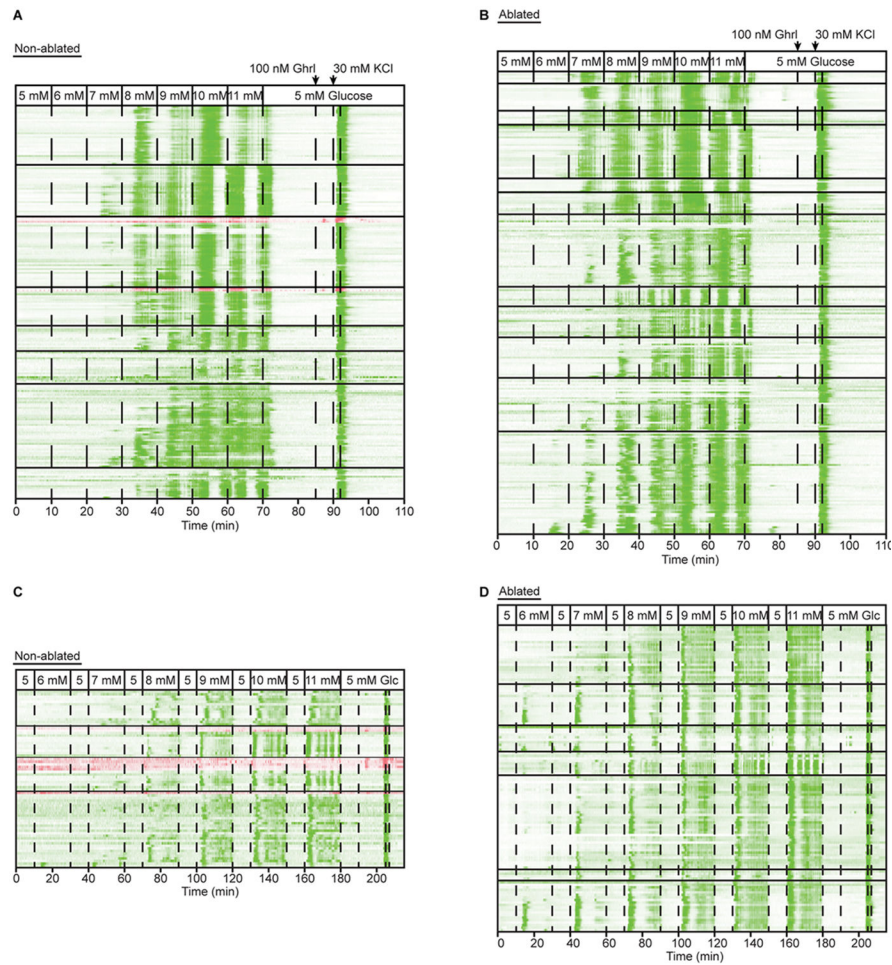 A
Non-ablated
100 nM Ghrl 30 mM KCl
5 mM 6 mM 7 mM 8 mM 9 mM 10 mM 11 mM 5 mM Glucose
0 10 20 30 40 50 60 70 80 90 100 110
Time (min)
B
Ablated
100 nM Ghrl 30 mM KCl
5 mM 6 mM 7 mM 8 mM 9 mM 10 mM 11 mM 5 mM Glucose
0 10 20 30 40 50 60 70 80 90 100 110
Time (min)
C
Non-ablated
5 6 mM 5 7 mM 5 8 mM 5 9 mM 5 10 mM 5 11 mM 5 mM Glc
0 20 40 60 80 100 120 140 160 180 200
Time (min)
D
Ablated
5 6 mM 5 7 mM 5 8 mM 5 9 mM 5 10 mM 5 11 mM 5 mM Glc
0 20 40 60 80 100 120 140 160 180 200
Time (min)